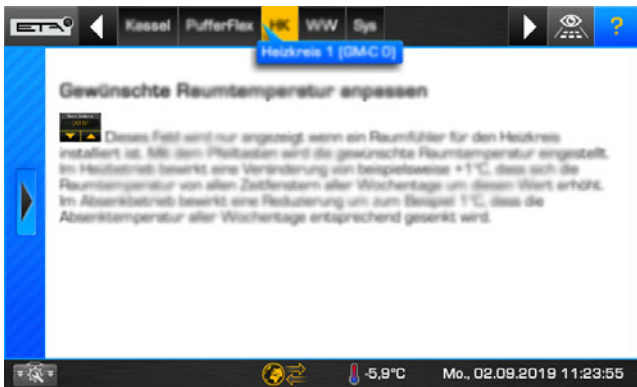 ETA
Kessel PufferFlex HK WW Sys ?
Heizkreis 1 (GM-C 0)
Gewünschte Raumtemperatur anpassen
Dieses Feld wird nur angezeigt wenn ein Raumfühler für den Heizkreis
installiert ist. Mit den Pfeiltasten wird die gewünschte Raumtemperatur eingestellt.
Im Heizbetrieb bewirkt eine Veränderung von beispielsweise +1°C, dass sich die
Raumtemperatur von allen Zeitfenstern aller Wochentage um diesen Wert erhöht.
Im Absenkbetrieb bewirkt eine Reduzierung um zum Beispiel 1°C, dass die
Absenktemperatur aller Wochentage entsprechend gesenkt wird.
-5,9°C Mo., 02.09.2019 11:23:55